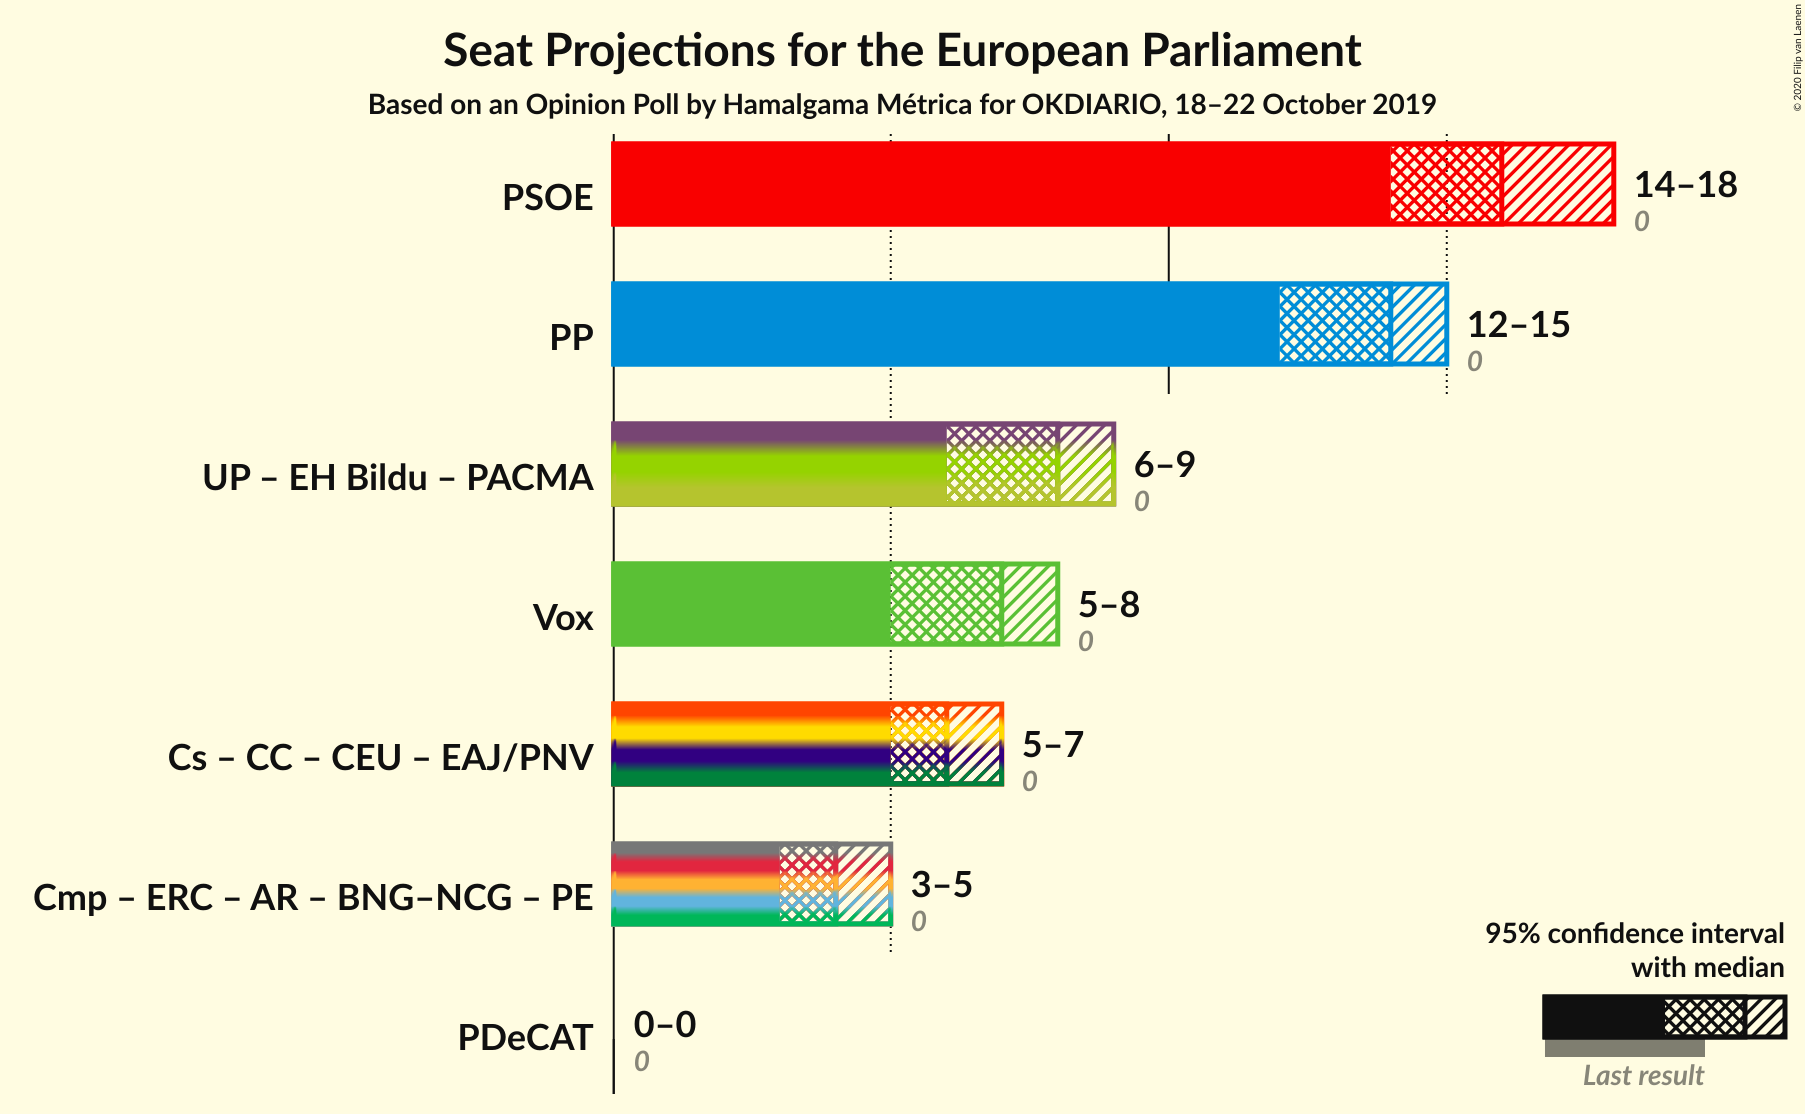 Seat Projections for the European Parliament
Based on an Opinion Poll by Hamalgama Métrica for OKDIARIO, 18–22 October 2019
© 2020 Filip van Laenen
PSOE
14–18
0
PP
12–15
0
UP – EH Bildu – PACMA
6–9
0
Vox
5–8
0
Cs – CC – CEU – EAJ/PNV
5–7
0
Cmp – ERC – AR – BNG–NCG – PE
3–5
0
PDeCAT
0–0
0
95% confidence interval
with median
Last result